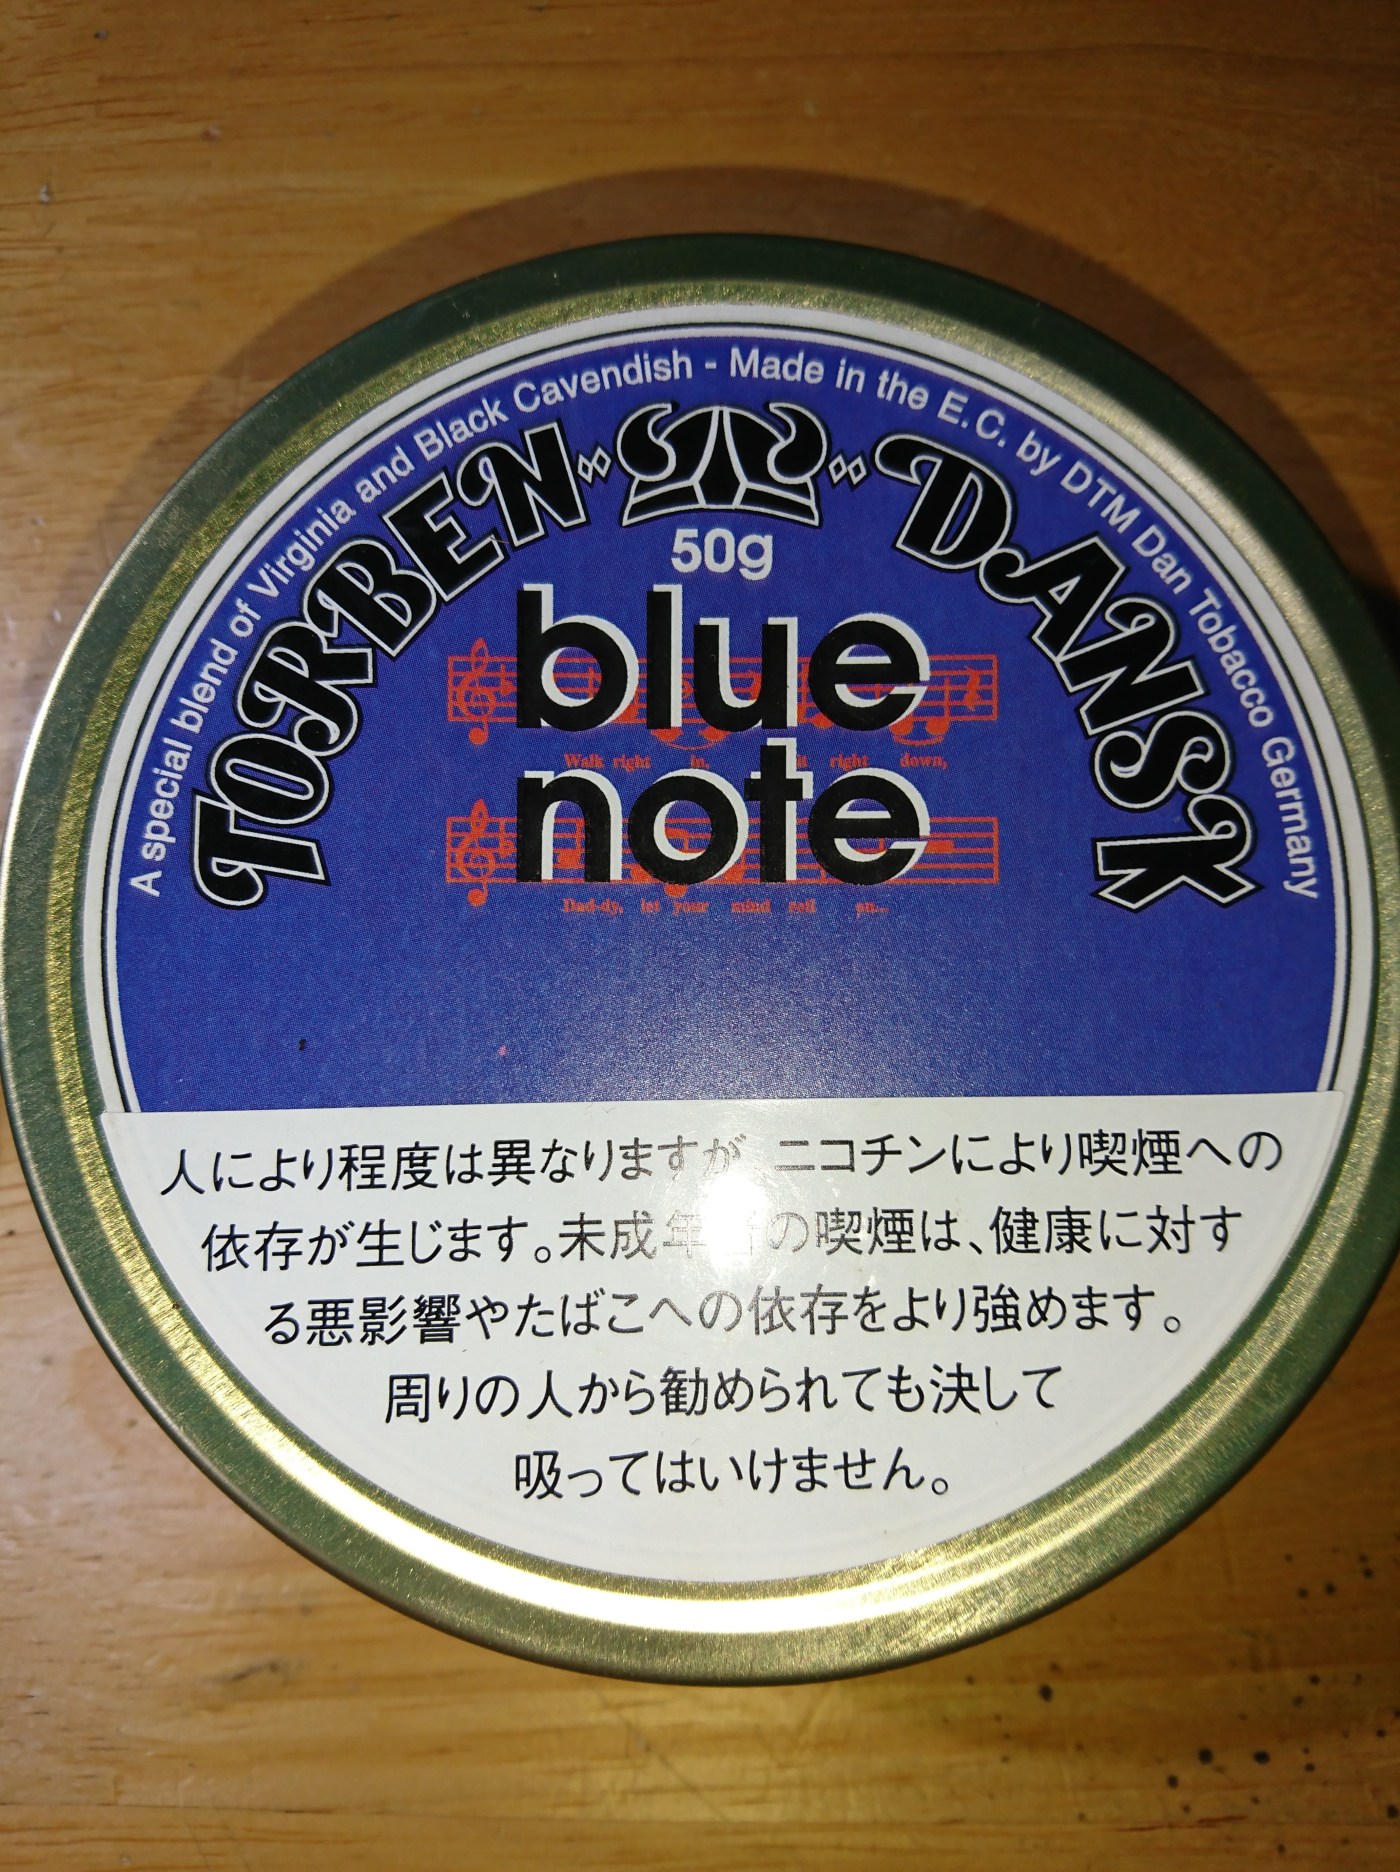 A special blend of Virginia and Black Cavendish - Made in the E.C. by DTM Dan Tobacco Germany
TORBEN DANSK
50g
blue
Walk right in, right down,
note
Dad-dy, let your mind roll on...
人により程度は異なりますが、ニコチンにより喫煙への
依存が生じます。未成年者の喫煙は、健康に対す
る悪影響やたばこへの依存をより強めます。
周りの人から勧められても決して
吸ってはいけません。